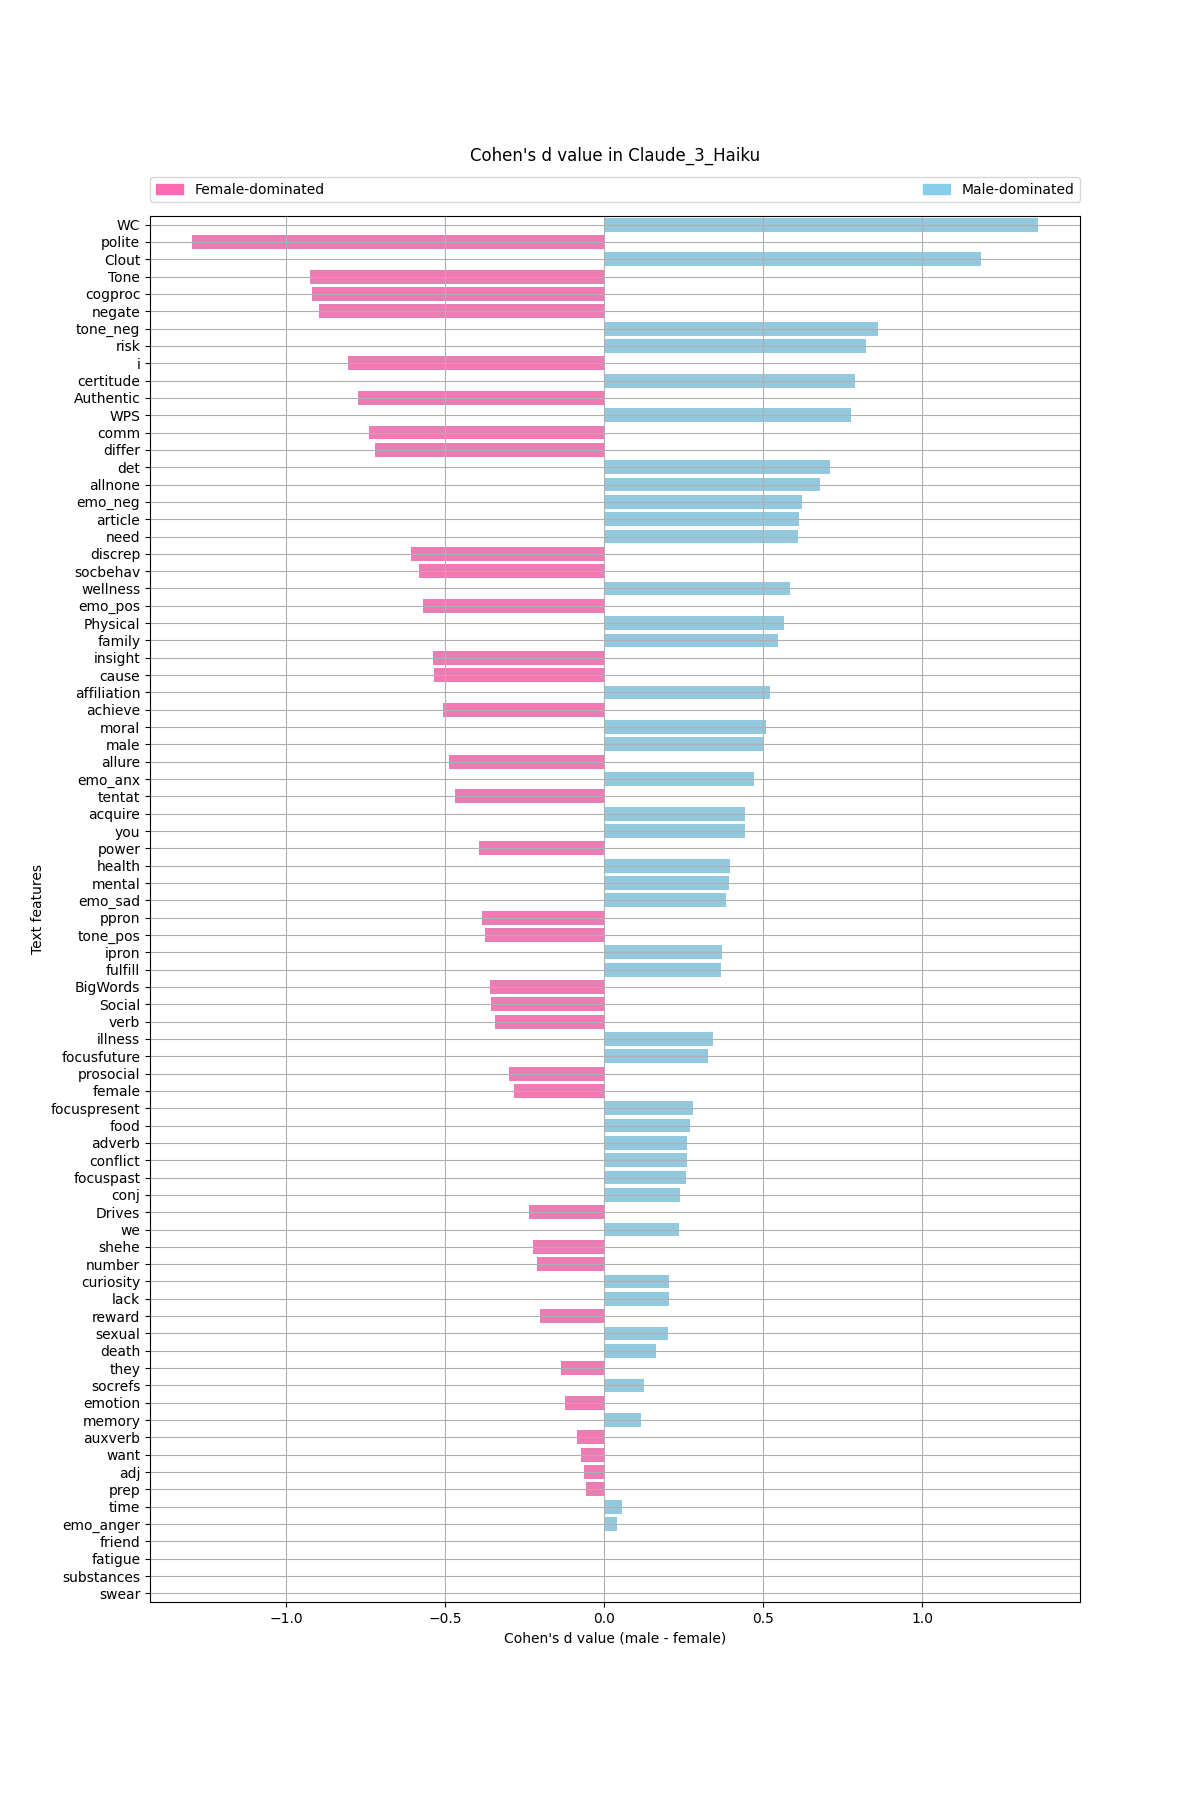 Cohen's d value in Claude_3_Haiku
Female-dominated
Male-dominated
WC
polite
Clout
Tone
cogproc
negate
tone_neg
risk
i
certitude
Authentic
WPS
comm
differ
det
allnone
emo_neg
article
need
discrep
socbehav
wellness
emo_pos
Physical
family
insight
cause
affiliation
achieve
moral
male
allure
emo_anx
tentat
acquire
you
power
health
mental
emo_sad
ppron
tone_pos
ipron
fulfill
BigWords
Social
verb
illness
focusfuture
prosocial
female
focuspresent
food
adverb
conflict
focuspast
conj
Drives
we
shehe
number
curiosity
lack
reward
sexual
death
they
socrefs
emotion
memory
auxverb
want
adj
prep
time
emo_anger
friend
fatigue
substances
swear
Text features
−1.0
−0.5
0.0
0.5
1.0
Cohen's d value (male - female)